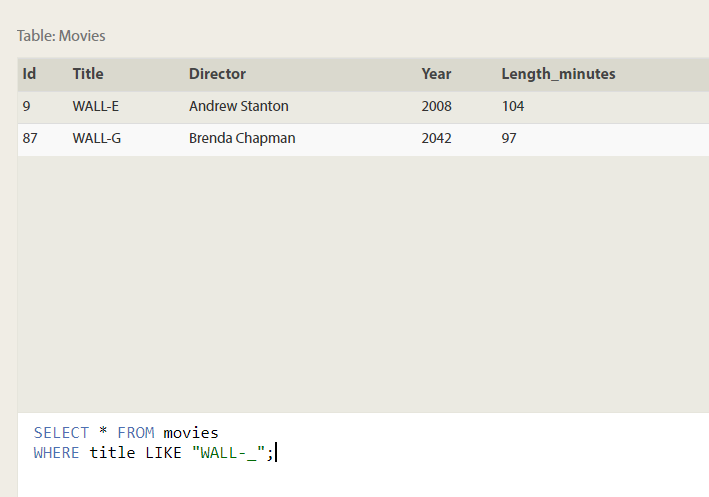 Table: Movies
Id Title Director Year Length_minutes
9 WALL-E Andrew Stanton 2008 104
87 WALL-G Brenda Chapman 2042 97
SELECT * FROM movies
WHERE title LIKE "WALL-_";